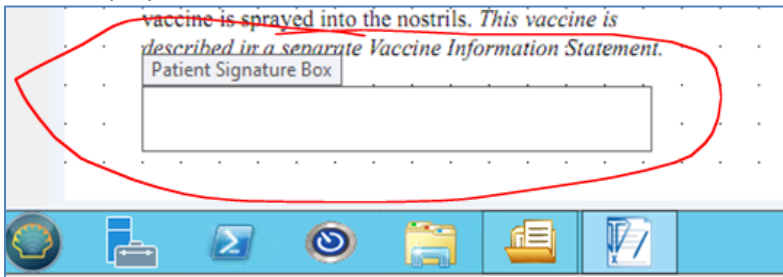 vaccine is sprayed into the nostrils. This vaccine is
described in a separate Vaccine Information Statement.
Patient Signature Box